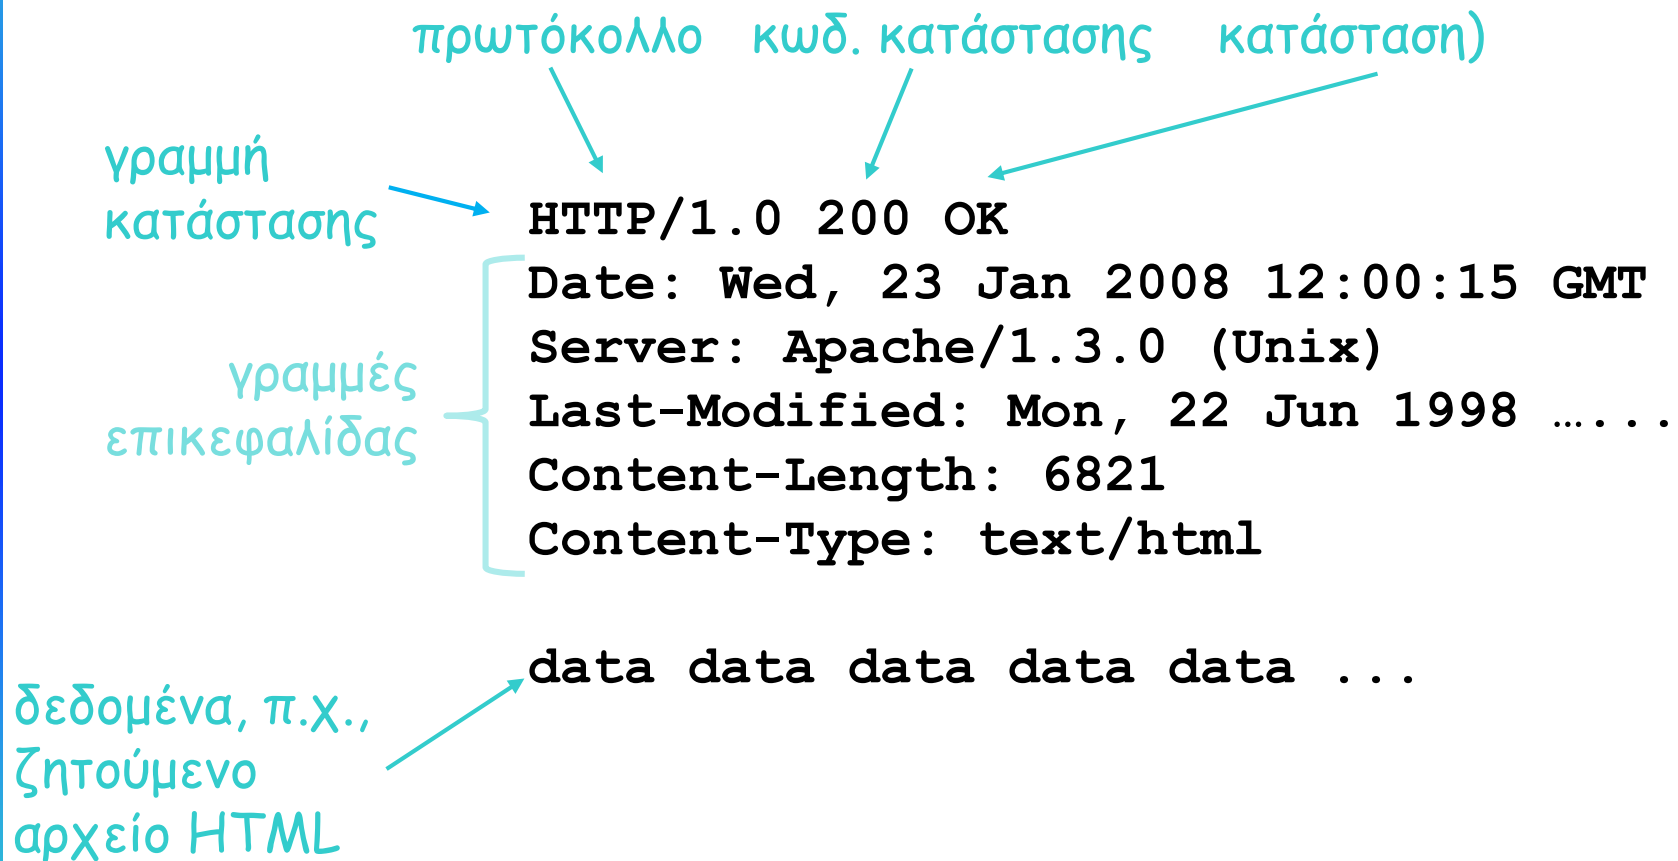 πρωτόκολλο κωδ. κατάστασης κατάσταση)
γραμμή
κατάστασης
HTTP/1.0 200 OK
Date: Wed, 23 Jan 2008 12:00:15 GMT
Server: Apache/1.3.0 (Unix)
Last-Modified: Mon, 22 Jun 1998 …...
Content-Length: 6821
Content-Type: text/html
γραμμές
επικεφαλίδας
data data data data data ...
δεδομένα, π.χ.,
ζητούμενο
αρχείο HTML